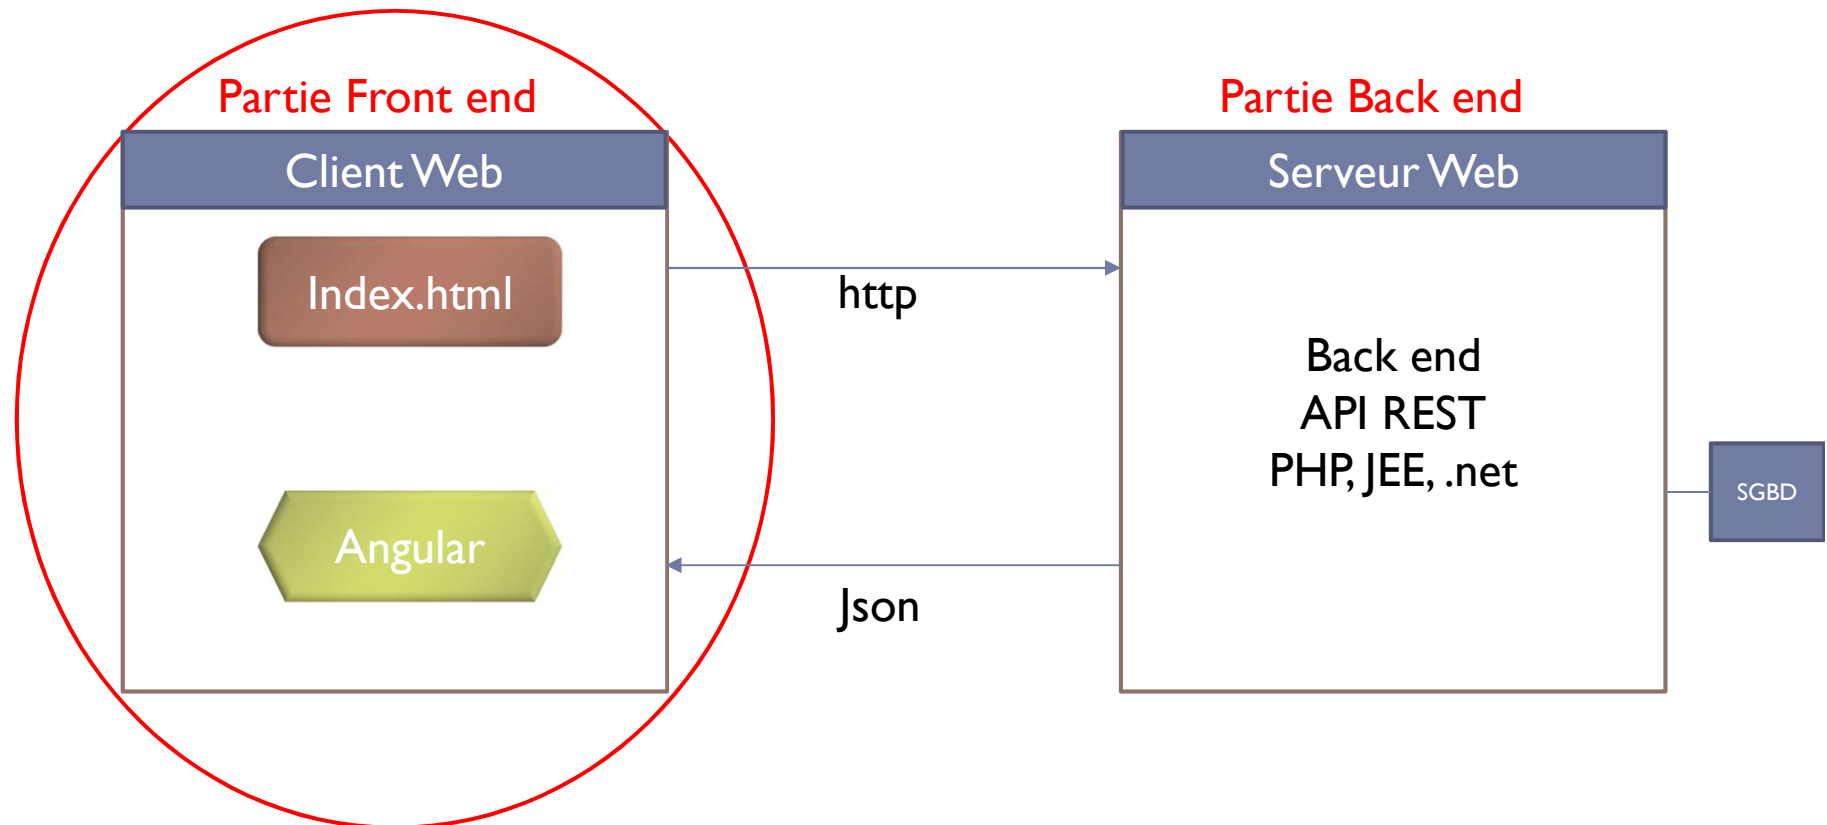 Partie Front end
Client Web
Index.html
Angular
http
Json
Partie Back end
Serveur Web
Back end
API REST
PHP, JEE, .net
SGBD